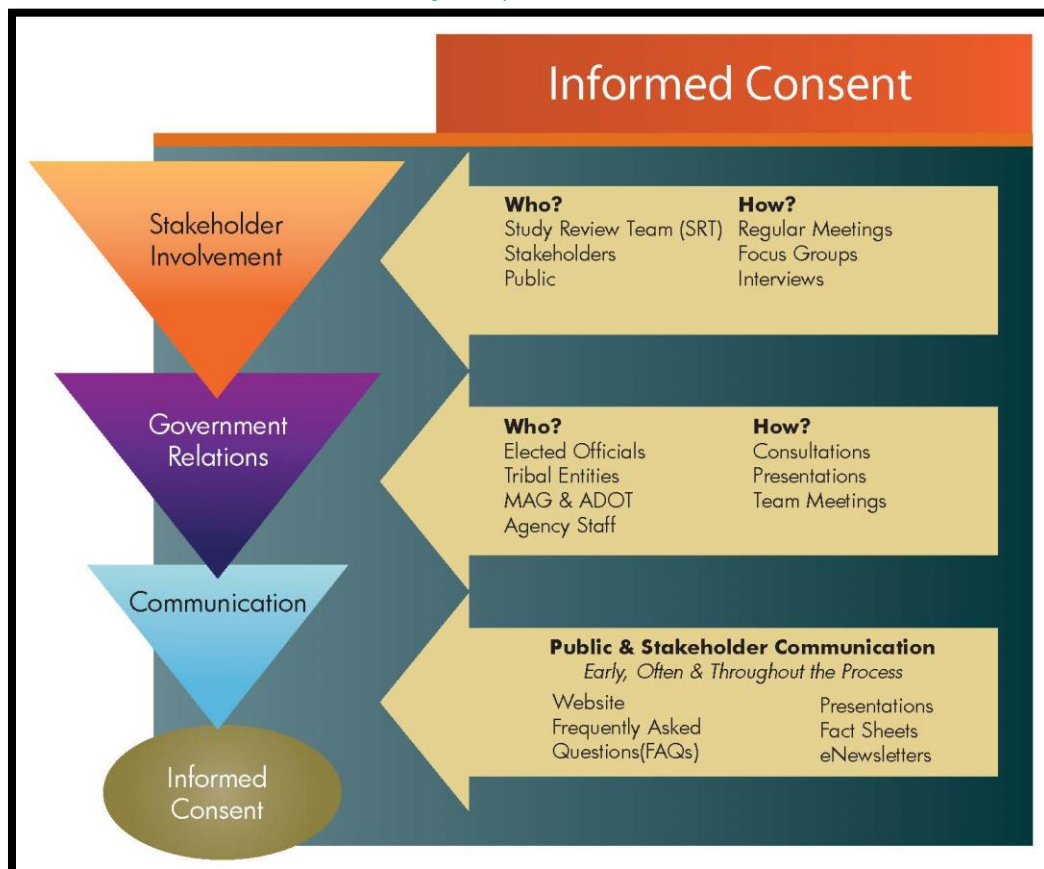 Informed Consent
Stakeholder
Involvement
Who?
Study Review Team (SRT)
Stakeholders
Public
How?
Regular Meetings
Focus Groups
Interviews
Government
Relations
Who?
Elected Officials
Tribal Entities
MAG & ADOT
Agency Staff
How?
Consultations
Presentations
Team Meetings
Communication
Public & Stakeholder Communication
Early, Often & Throughout the Process
Website
Frequently Asked
Questions(FAQs)
Presentations
Fact Sheets
eNewsletters
Informed
Consent